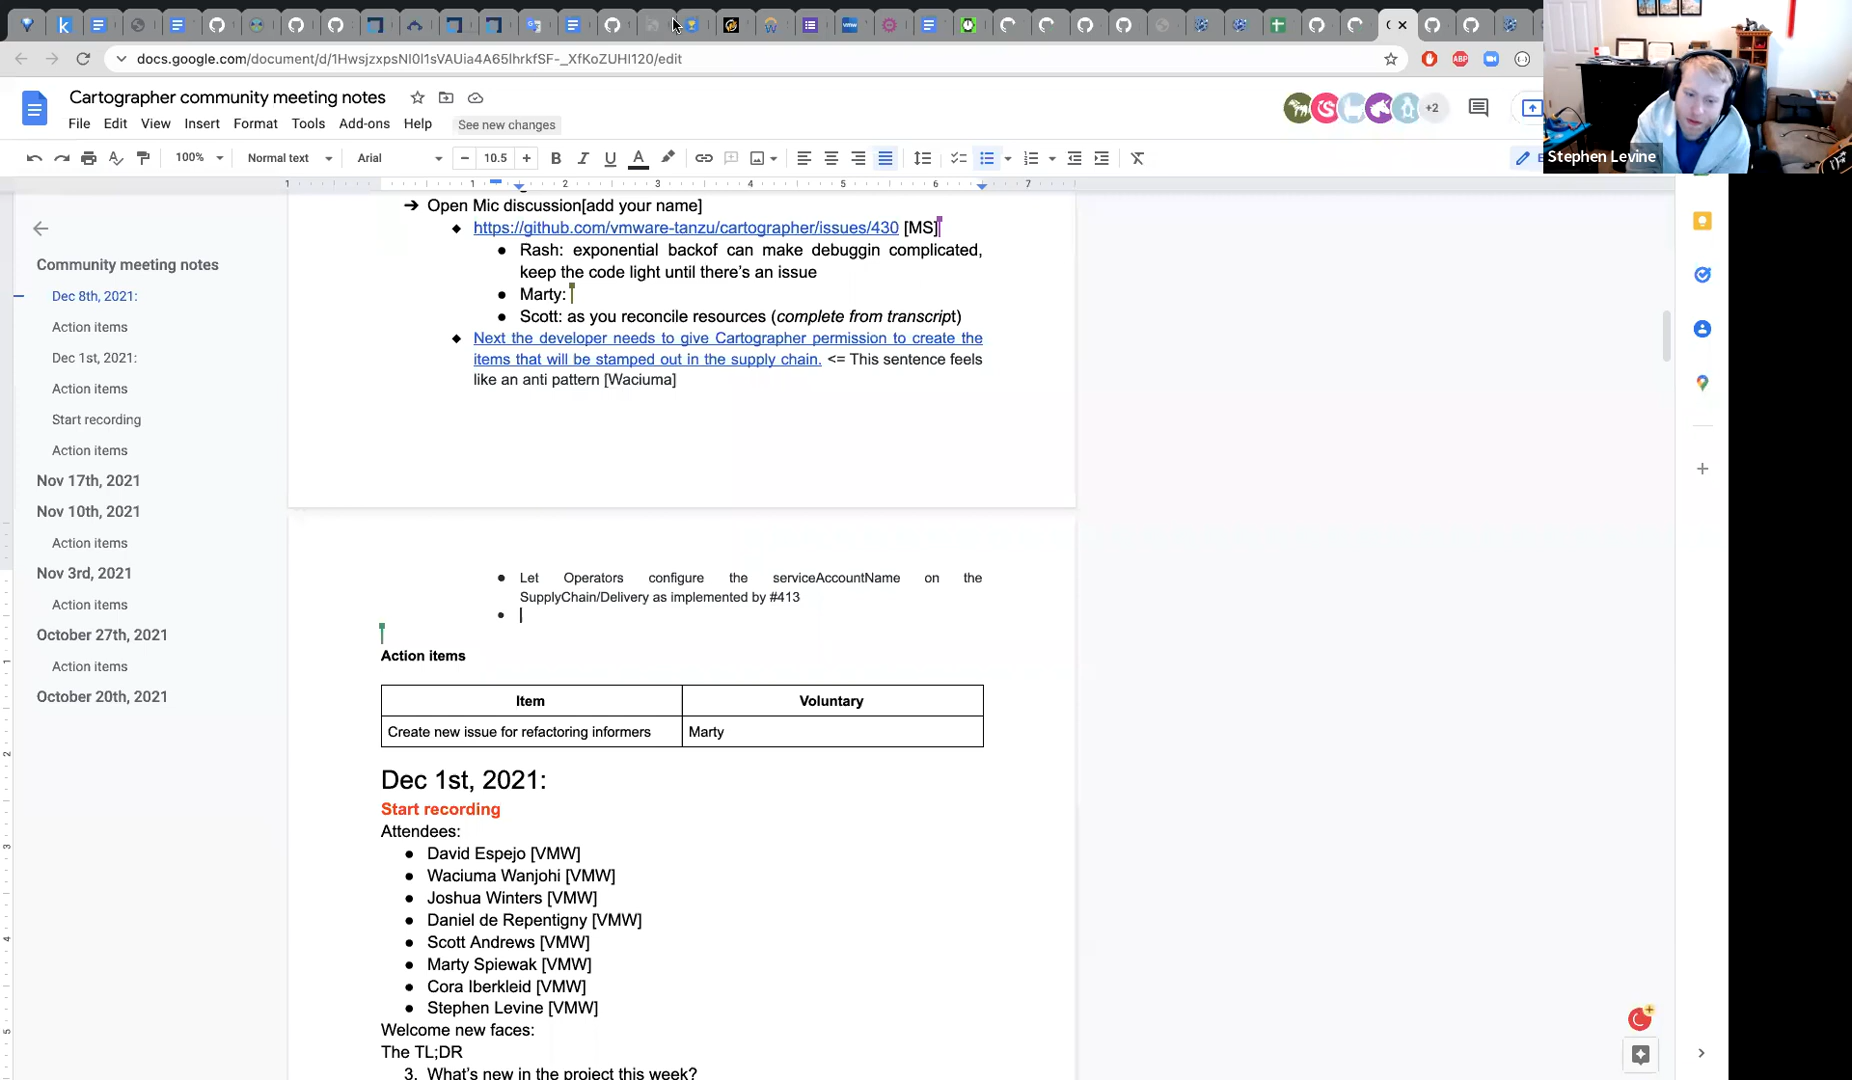 docs.google.com/document/d/1HwsjzxpsNI0l1sVAUia4A65lhrkfSF-_XfKoZUHI120/edit
Cartographer community meeting notes
+2
File Edit View Insert Format Tools Add-ons Help See new changes
100% Normal text Arial 10.5
Stephen Levine
1 1 2 3 4 5 6 7
➔ Open Mic discussion[add your name]
◆ https://github.com/vmware-tanzu/cartographer/issues/430 [MS]
● Rash: exponential backof can make debuggin complicated,
keep the code light until there's an issue
● Marty:
● Scott: as you reconcile resources (complete from transcript)
◆ Next the developer needs to give Cartographer permission to create the
items that will be stamped out in the supply chain. <= This sentence feels
like an anti pattern [Waciuma]
● Let Operators configure the serviceAccountName on the
SupplyChain/Delivery as implemented by #413
●
Action items
Item Voluntary
Create new issue for refactoring informers Marty
Dec 1st, 2021:
Start recording
Attendees:
● David Espejo [VMW]
● Waciuma Wanjohi [VMW]
● Joshua Winters [VMW]
● Daniel de Repentigny [VMW]
● Scott Andrews [VMW]
● Marty Spiewak [VMW]
● Cora Iberkleid [VMW]
● Stephen Levine [VMW]
Welcome new faces:
The TL;DR
3. What's new in the project this week?
Community meeting notes
Dec 8th, 2021:
Action items
Dec 1st, 2021:
Action items
Start recording
Action items
Nov 17th, 2021
Nov 10th, 2021
Action items
Nov 3rd, 2021
Action items
October 27th, 2021
Action items
October 20th, 2021